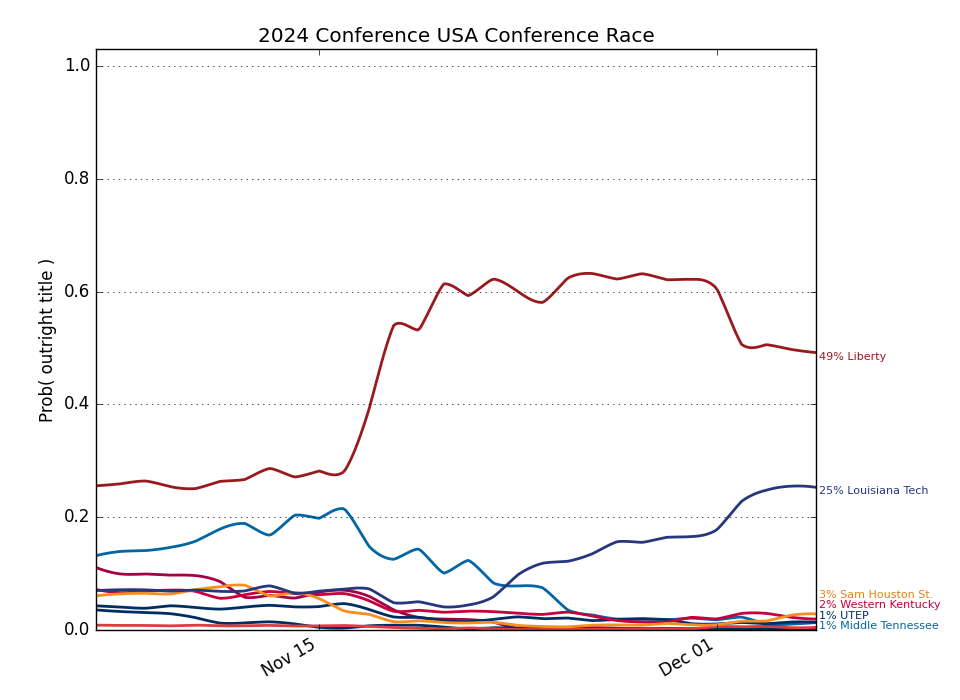 2024 Conference USA Conference Race
1.0
0.8
0.6
0.4
0.2
0.0
Prob( outright title )
Nov 15
Dec 01
49% Liberty
25% Louisiana Tech
3% Sam Houston St.
2% Western Kentucky
1% UTEP
1% Middle Tennessee